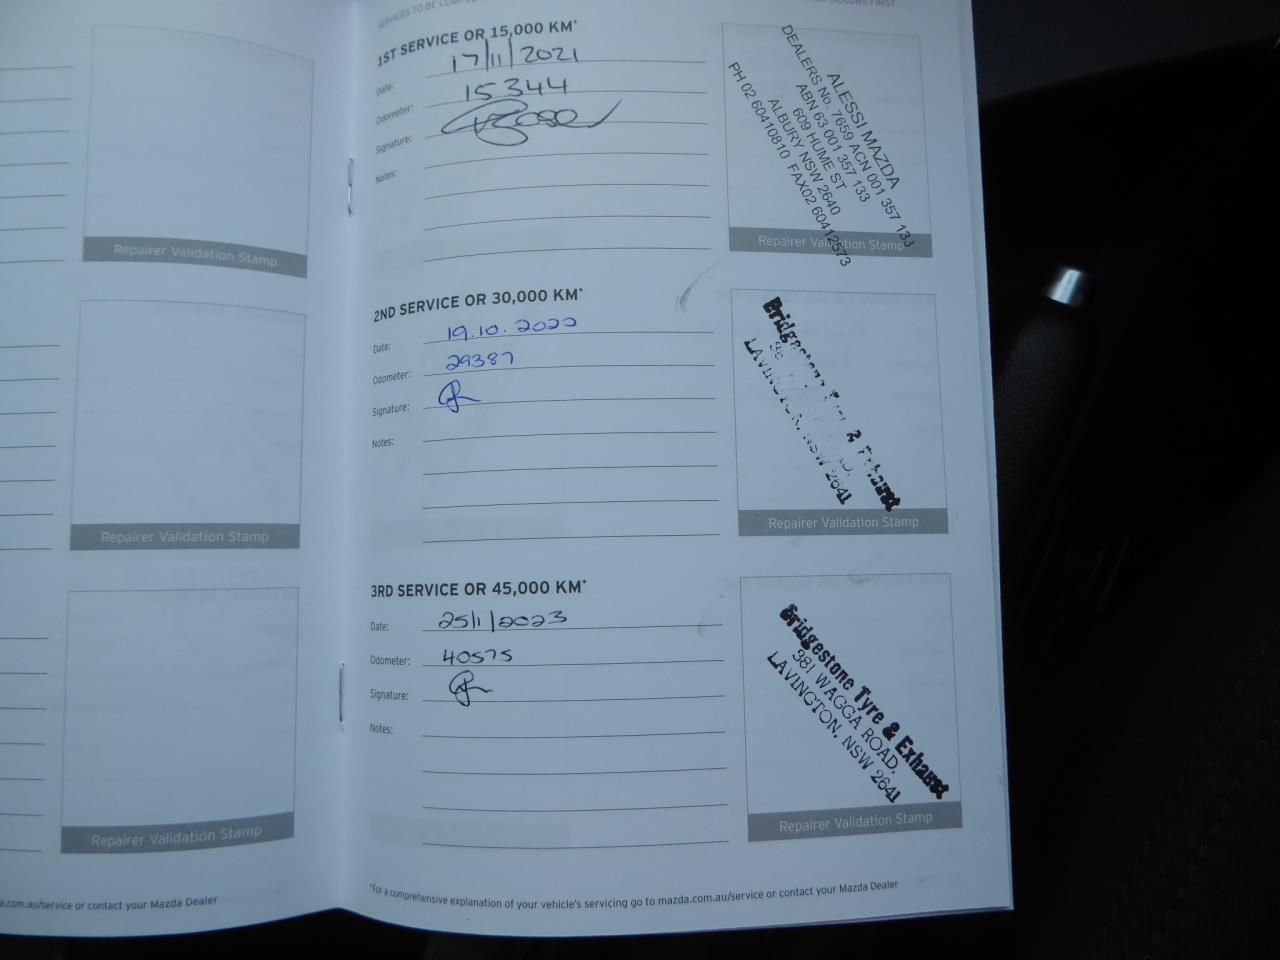 1ST SERVICE OR 15,000 KM*
Date: 17/11/2021
Odometer: 15344
Signature:
Notes:
ALESSI MAZDA
DEALERS No. 7659 ACN 001 357 133
ABN 63 001 357 133
609 HUME ST
ALBURY NSW 2640
PH 02 60410810 FAX02 60412573
Repairer Validation Stamp
2ND SERVICE OR 30,000 KM*
Date: 19.10.2022
Odometer: 29387
Signature:
Notes:
Bridgestone Tyre & Exhaust
LAVINGTON, NSW 2641
Repairer Validation Stamp
3RD SERVICE OR 45,000 KM*
Date: 25/1/2023
Odometer: 40575
Signature:
Notes:
Bridgestone Tyre & Exhaust
381 WAGGA ROAD,
LAVINGTON, NSW 2641
Repairer Validation Stamp
*For a comprehensive explanation of your vehicle's servicing go to mazda.com.au/service or contact your Mazda Dealer
Repairer Validation Stamp
Repairer Validation Stamp
Repairer Validation Stamp
a.com.au/service or contact your Mazda Dealer